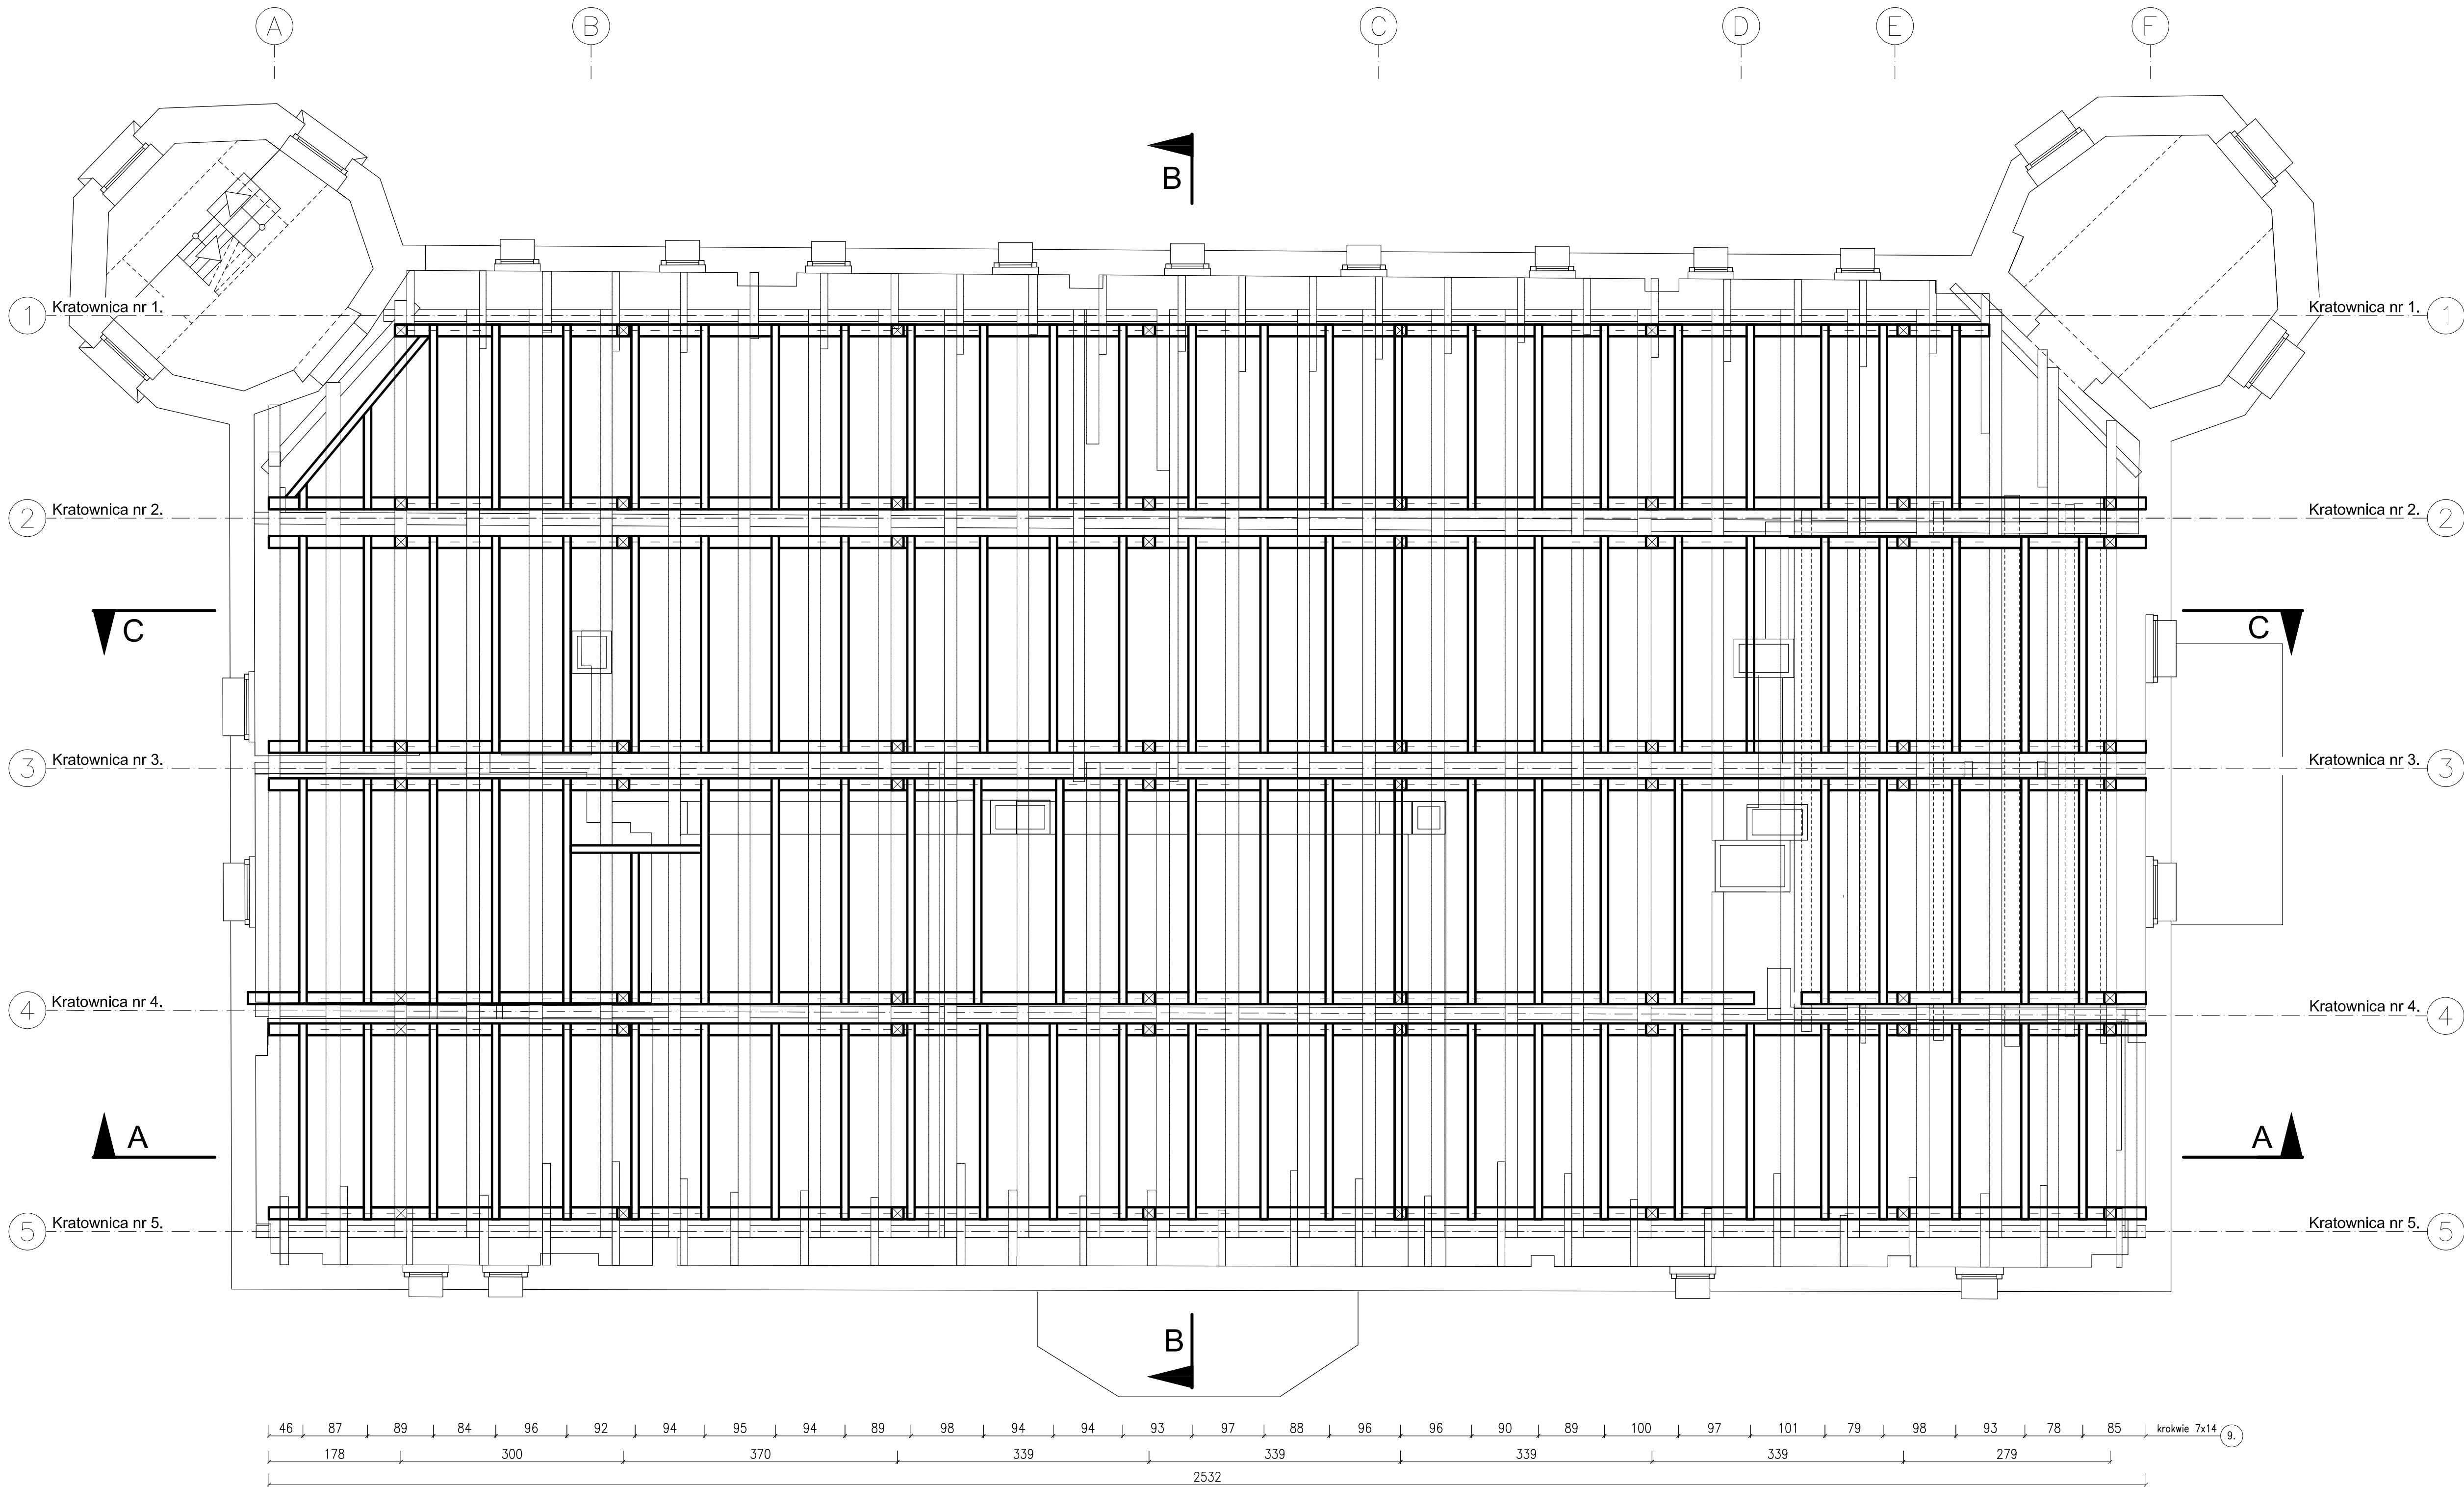 A B C D E F
B
1 Kratownica nr 1. Kratownica nr 1. 1
2 Kratownica nr 2. Kratownica nr 2. 2
C C
3 Kratownica nr 3. Kratownica nr 3. 3
4 Kratownica nr 4. Kratownica nr 4. 4
A A
5 Kratownica nr 5. Kratownica nr 5. 5
B
46 87 89 84 96 92 94 95 94 89 98 94 94 93 97 88 96 96 90 89 100 97 101 79 98 93 78 85 krokwie 7x14 9.
178 300 370 339 339 339 339 279
2532